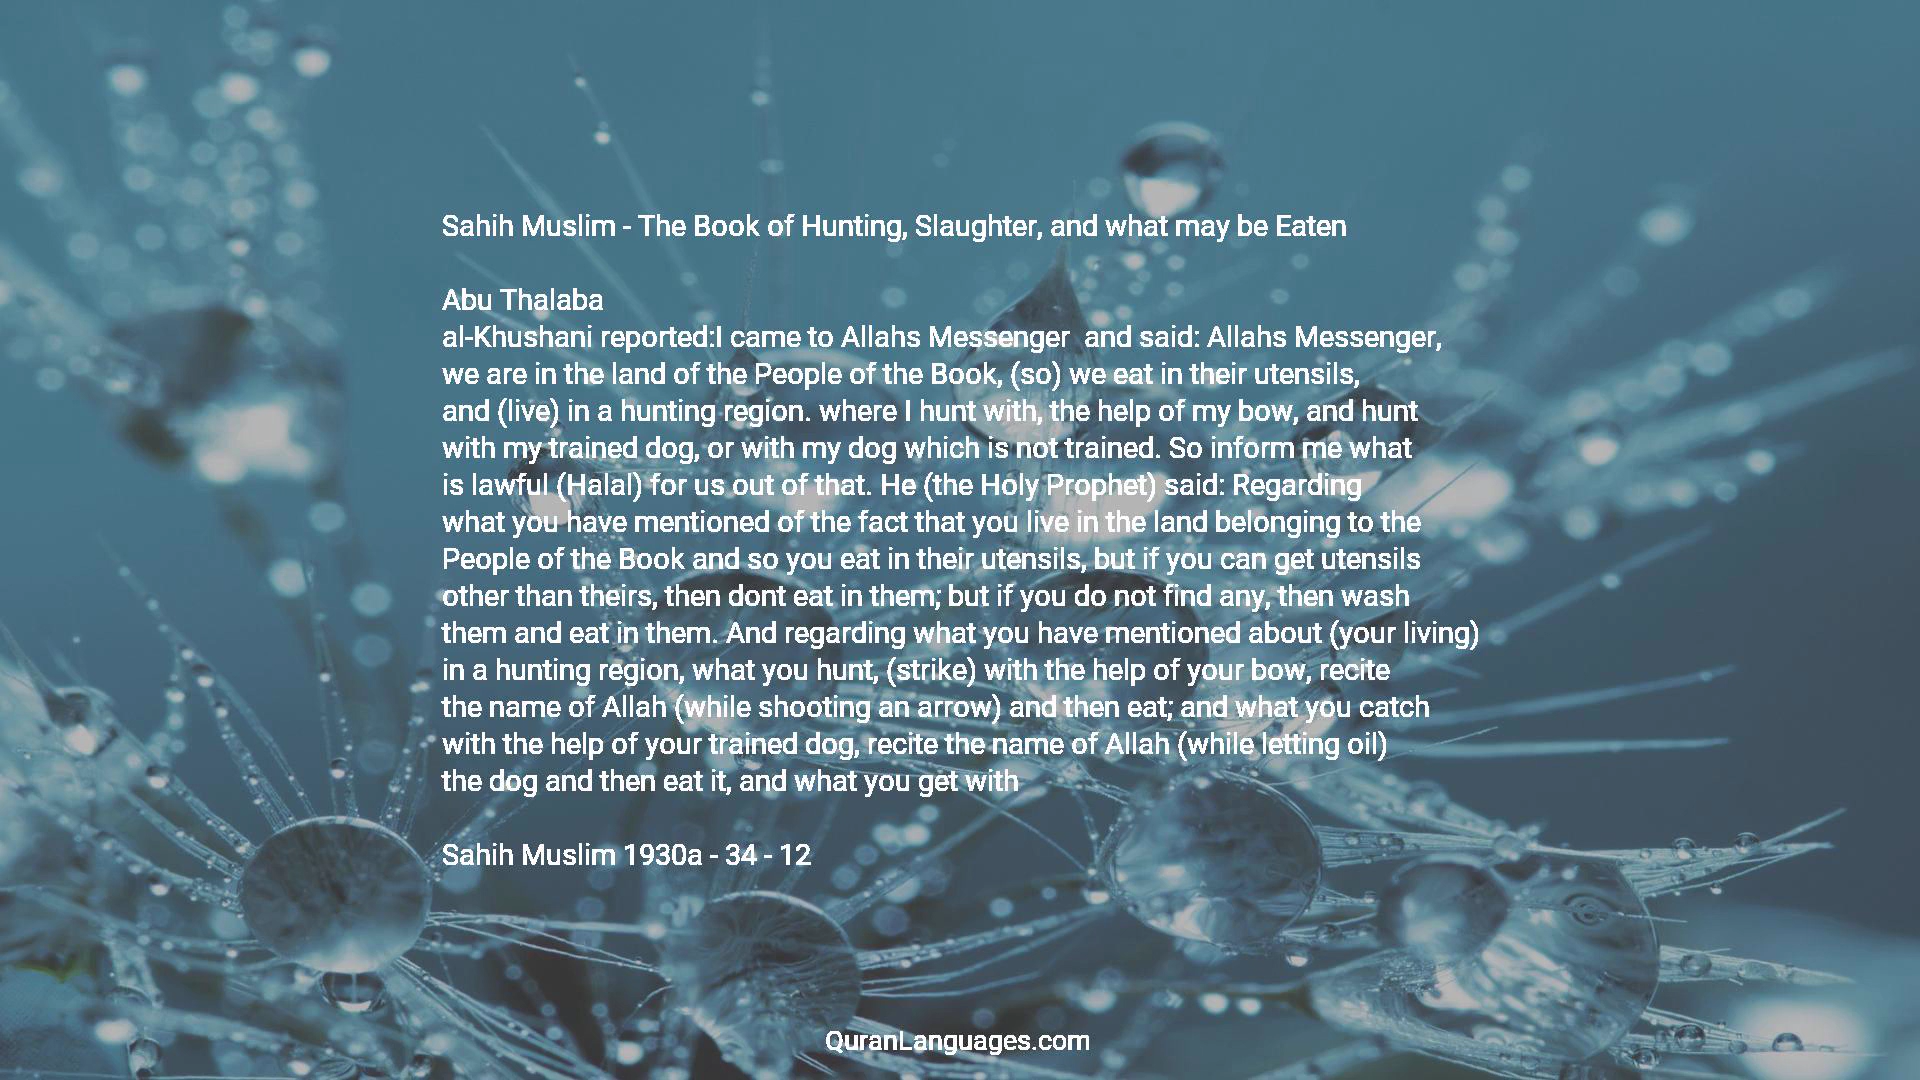 Sahih Muslim - The Book of Hunting, Slaughter, and what may be Eaten
Abu Thalaba
al-Khushani reported:I came to Allahs Messenger  and said: Allahs Messenger,
we are in the land of the People of the Book, (so) we eat in their utensils,
and (live) in a hunting region. where I hunt with, the help of my bow, and hunt
with my trained dog, or with my dog which is not trained. So inform me what
is lawful (Halal) for us out of that. He (the Holy Prophet) said: Regarding
what you have mentioned of the fact that you live in the land belonging to the
People of the Book and so you eat in their utensils, but if you can get utensils
other than theirs, then dont eat in them; but if you do not find any, then wash
them and eat in them. And regarding what you have mentioned about (your living)
in a hunting region, what you hunt, (strike) with the help of your bow, recite
the name of Allah (while shooting an arrow) and then eat; and what you catch
with the help of your trained dog, recite the name of Allah (while letting oil)
the dog and then eat it, and what you get with
Sahih Muslim 1930a - 34 - 12
QuranLanguages.com